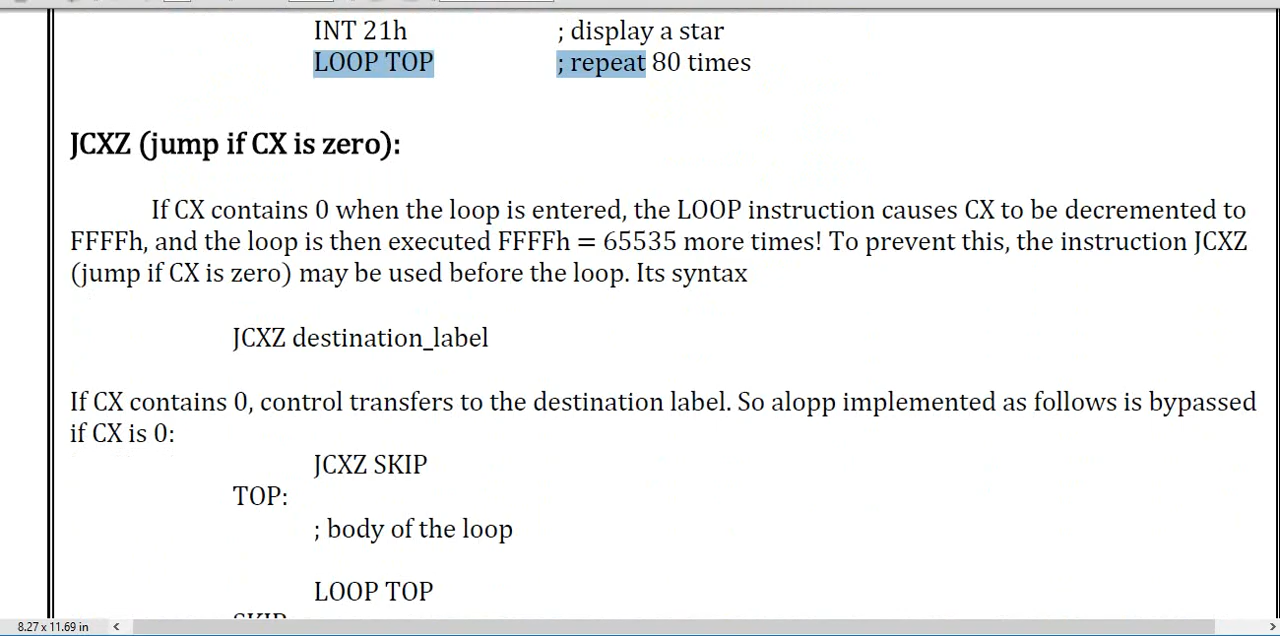 INT 21h ; display a star
LOOP TOP ; repeat 80 times
JCXZ (jump if CX is zero):
If CX contains 0 when the loop is entered, the LOOP instruction causes CX to be decremented to
FFFFh, and the loop is then executed FFFFh = 65535 more times! To prevent this, the instruction JCXZ
(jump if CX is zero) may be used before the loop. Its syntax
JCXZ destination_label
If CX contains 0, control transfers to the destination label. So alopp implemented as follows is bypassed
if CX is 0:
JCXZ SKIP
TOP:
; body of the loop
LOOP TOP
8.27 x 11.69 in